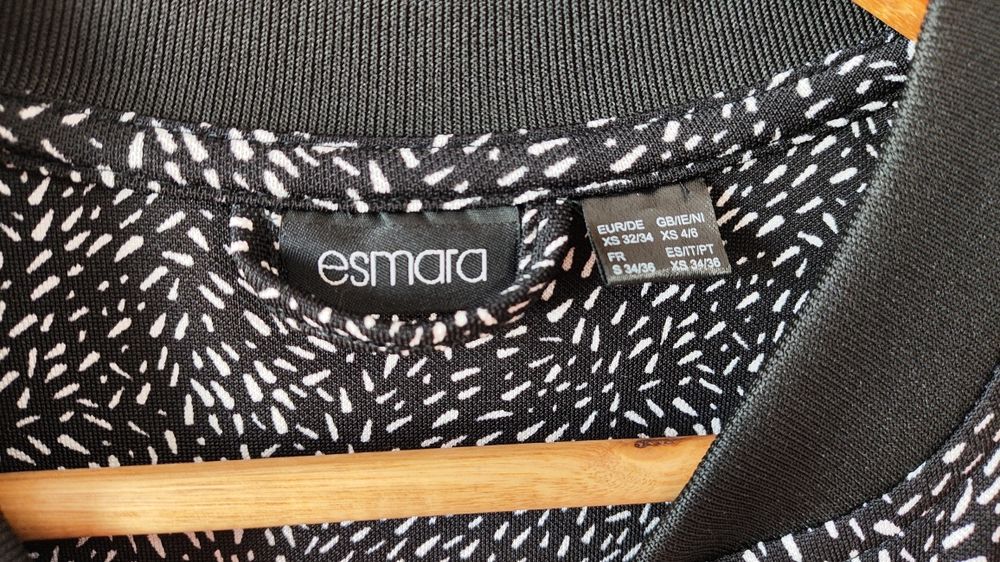 esmara
EUR/DE GB/IE/NI
XS 32/34 XS 4/6
FR ES/IT/PT
S 34/36 XS 34/36